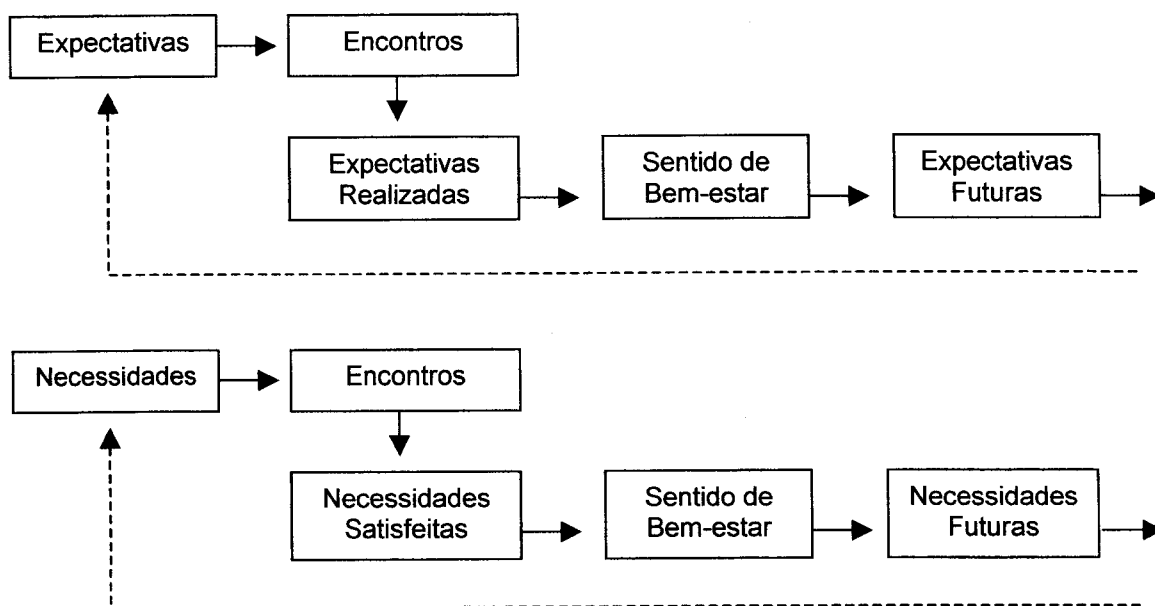 Expectativas
Encontros
Expectativas
Realizadas
Sentido de
Bem-estar
Expectativas
Futuras
Necessidades
Encontros
Necessidades
Satisfeitas
Sentido de
Bem-estar
Necessidades
Futuras